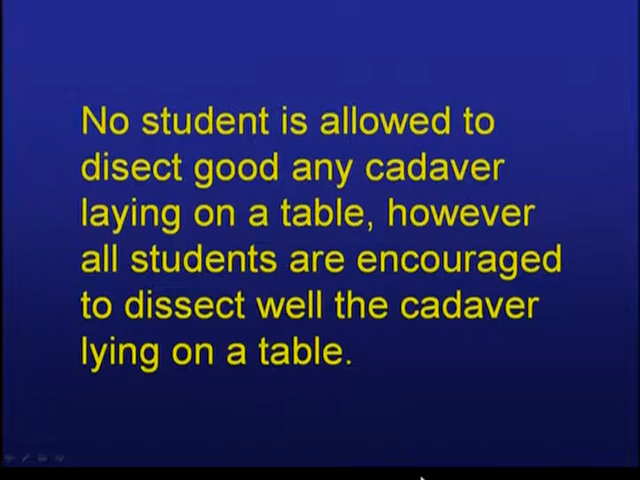 No student is allowed to
disect good any cadaver
laying on a table, however
all students are encouraged
to dissect well the cadaver
lying on a table.